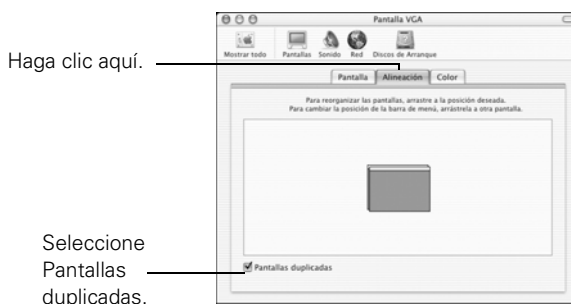 Pantalla VGA
Mostrar todo
Pantallas
Sonido
Red
Discos de Arranque
Haga clic aquí.
Pantalla
Alineación
Color
Para reorganizar las pantallas, arrastre a la posición deseada.
Para cambiar la posición de la barra de menú, arrástrela a otra pantalla.
Seleccione
Pantallas
duplicadas.
Pantallas duplicadas